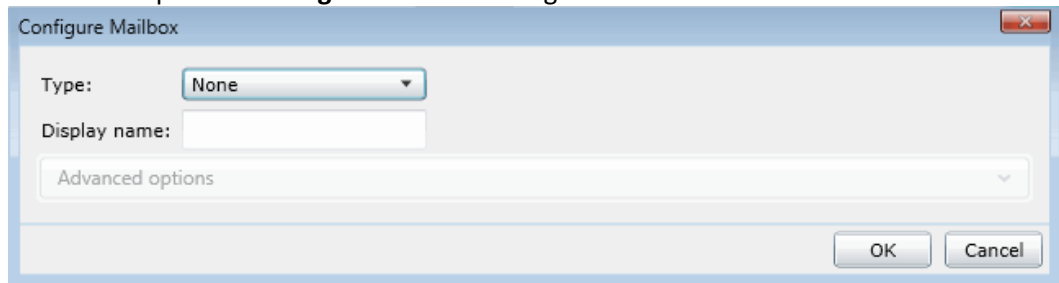 Configure Mailbox
Type: None
Display name:
Advanced options
OK Cancel